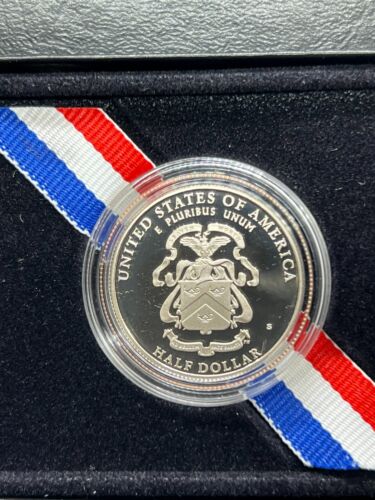 UNITED STATES OF AMERICA
E PLURIBUS UNUM
S
HALF DOLLAR